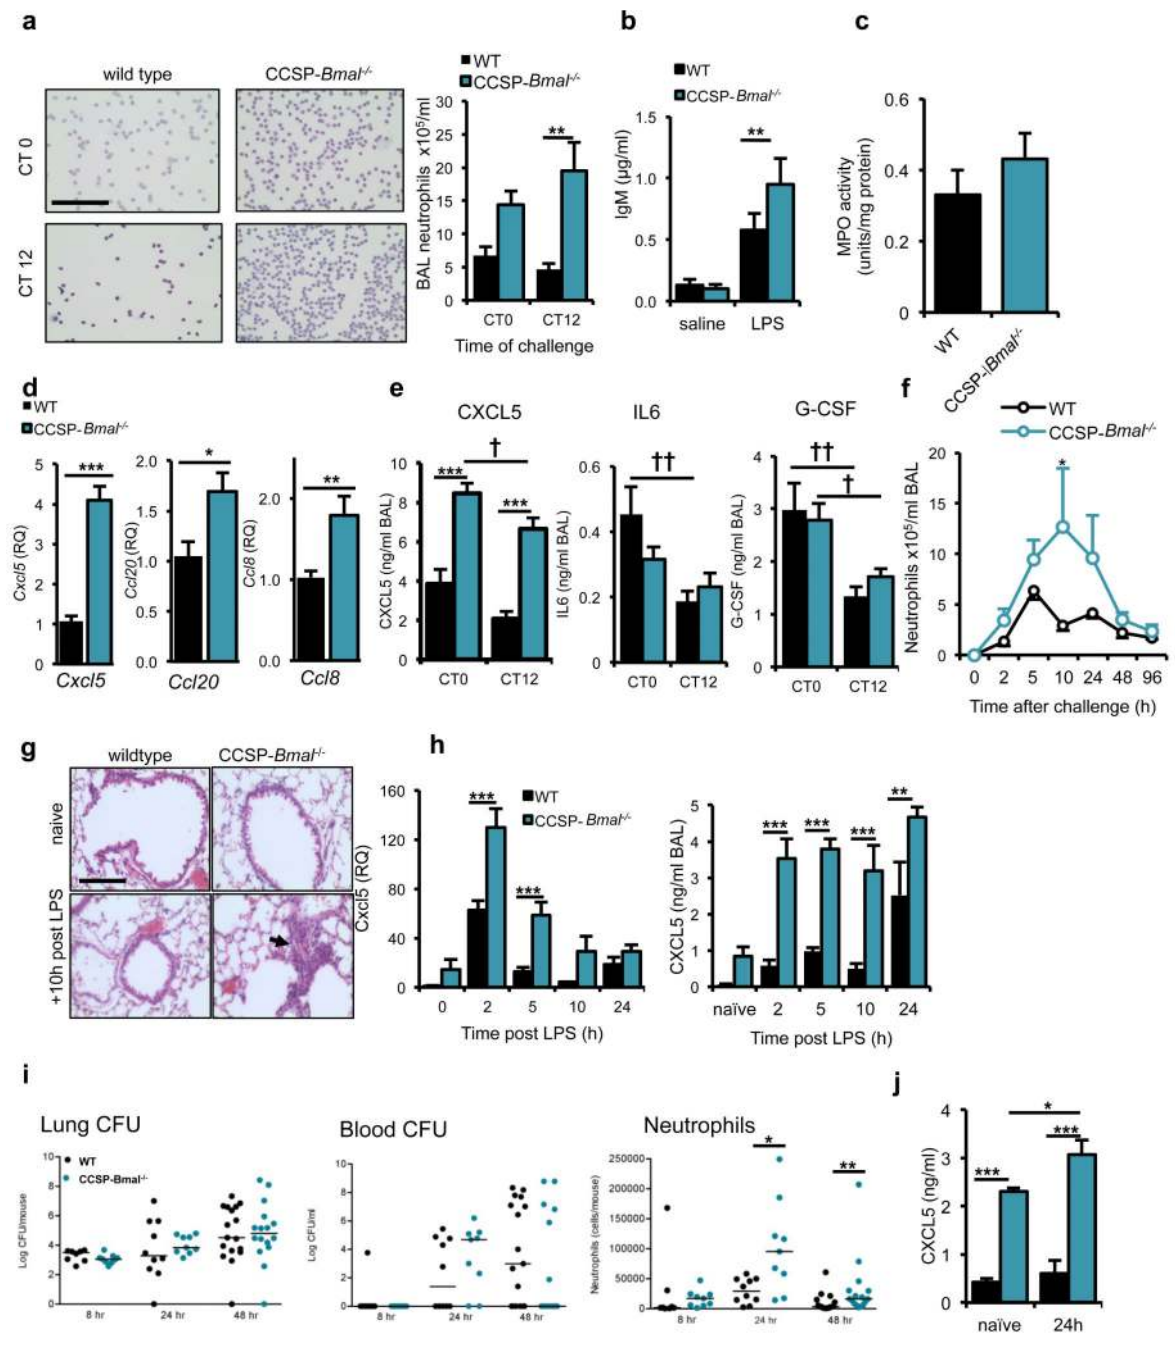 a
wild type
CCSP-Bmal-/-
CT 0
CT 12
WT
CCSP-Bmal-/-
BAL neutrophils x10⁵/ml
30
25
20
15
10
5
0
**
CT0
CT12
Time of challenge
b
WT
CCSP-Bmal-/-
IgM (µg/ml)
1.5
1.0
0.5
0.0
**
saline
LPS
c
MPO activity
(units/mg protein)
0.6
0.4
0.2
0
WT
CCSP-Bmal-/-
d
WT
CCSP-Bmal-/-
Cxcl5 (RQ)
5
4
3
2
1
0
***
Cxcl5
Ccl20 (RQ)
2.0
1.5
1.0
0.5
0.0
*
Ccl20
Ccl8 (RQ)
2.0
1.0
0.0
**
Ccl8
e
CXCL5
CXCL5 (ng/ml BAL)
10
8
6
4
2
0
***
†
***
CT0
CT12
IL6
IL6 (ng/ml BAL)
0.6
0.4
0.2
0
††
CT0
CT12
G-CSF
G-CSF (ng/ml BAL)
4
3
2
1
0
††
†
CT0
CT12
f
WT
CCSP-Bmal-/-
Neutrophils x10⁵/ml BAL
20
15
10
5
0
*
0 2 5 10 24 48 96
Time after challenge (h)
g
wildtype
CCSP-Bmal-/-
naive
+10h post LPS
h
WT
CCSP- Bmal-/-
Cxcl5 (RQ)
160
120
80
40
0
***
***
0 2 5 10 24
Time post LPS (h)
CXCL5 (ng/ml BAL)
5
4
3
2
1
0
***
***
***
**
naïve 2 5 10 24
Time post LPS (h)
i
Lung CFU
WT
CCSP-Bmal-/-
Log CFU/mouse
10
8
6
4
2
0
8 hr
24 hr
48 hr
Blood CFU
Log CFU/ml
10
8
6
4
2
0
8 hr
24 hr
48 hr
Neutrophils
Neutrophils (cells/mouse)
250000
200000
150000
100000
50000
0
*
**
8 hr
24 hr
48 hr
j
CXCL5 (ng/ml)
4
3
2
1
0
***
*
***
naïve
24h